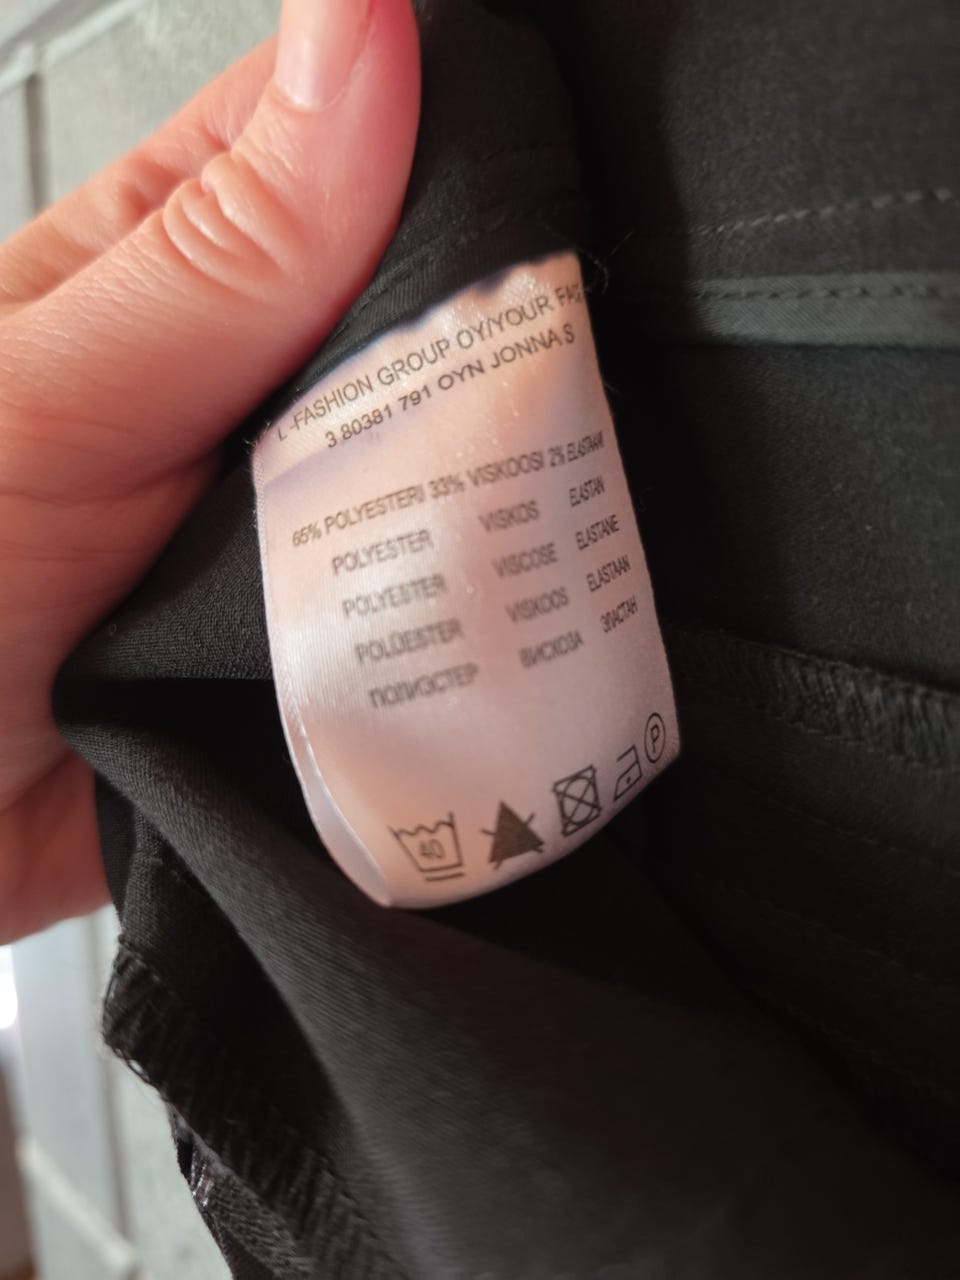 L-FASHION GROUP OY/YOUR FA
3 80381 791 OYN JONNA S
65% POLYESTERI/ 33% VISKOOSI/ 2% ELASTAANI
POLYESTER VISKOS ELASTAN
POLYESTER VISCOSE ELASTANE
POLÜESTER VISKOOS ELASTAAN
ПОЛИЭСТЕР ВИСКОЗА ЭЛАСТАН
40 P